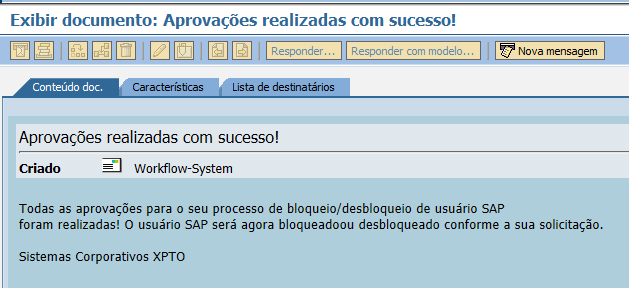 Exibir documento: Aprovações realizadas com sucesso!
Responder... Responder com modelo... Nova mensagem
Conteúdo doc. Características Lista de destinatários
Aprovações realizadas com sucesso!
Criado Workflow-System
Todas as aprovações para o seu processo de bloqueio/desbloqueio de usuário SAP
foram realizadas! O usuário SAP será agora bloqueadoou desbloqueado conforme a sua solicitação.
Sistemas Corporativos XPTO